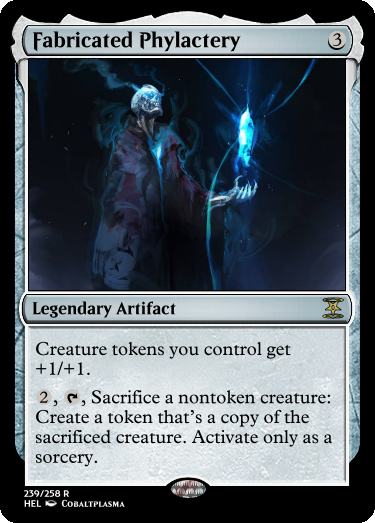 Fabricated Phylactery 3
Legendary Artifact
Creature tokens you control get
+1/+1.
2, , Sacrifice a nontoken creature:
Create a token that's a copy of the
sacrificed creature. Activate only as a
sorcery.
239/258 R
HEL Cobaltplasma